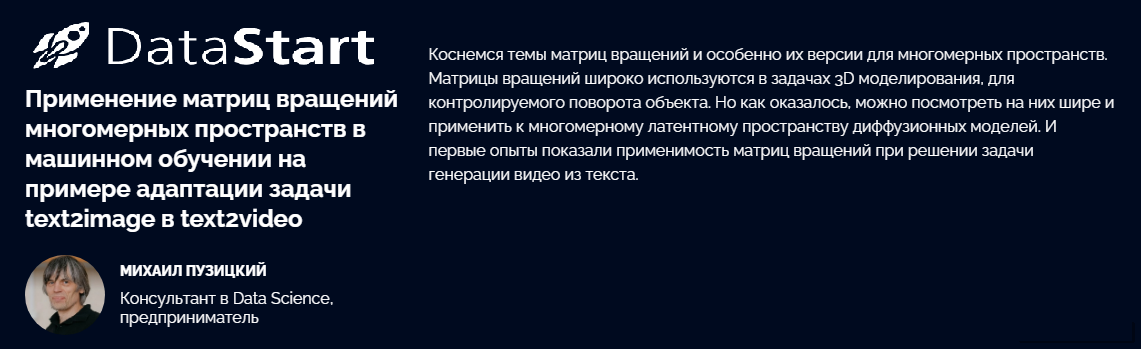 DataStart
Применение матриц вращений
многомерных пространств в
машинном обучении на
примере адаптации задачи
text2image в text2video
МИХАИЛ ПУЗИЦКИЙ
Консультант в Data Science,
предприниматель
Коснемся темы матриц вращений и особенно их версии для многомерных пространств.
Матрицы вращений широко используются в задачах 3D моделирования, для
контролируемого поворота объекта. Но как оказалось, можно посмотреть на них шире и
применить к многомерному латентному пространству диффузионных моделей. И
первые опыты показали применимость матриц вращений при решении задачи
генерации видео из текста.